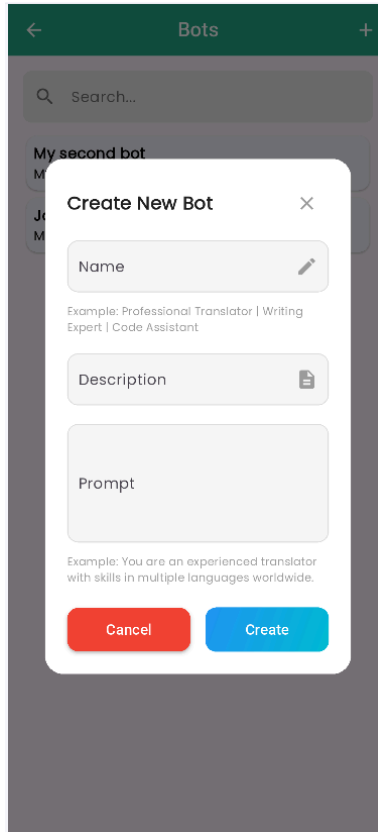 Bots
Search...
My second bot
M
Jo
M
Create New Bot
Name
Example: Professional Translator | Writing
Expert | Code Assistant
Description
Prompt
Example: You are an experienced translator
with skills in multiple languages worldwide.
Cancel
Create